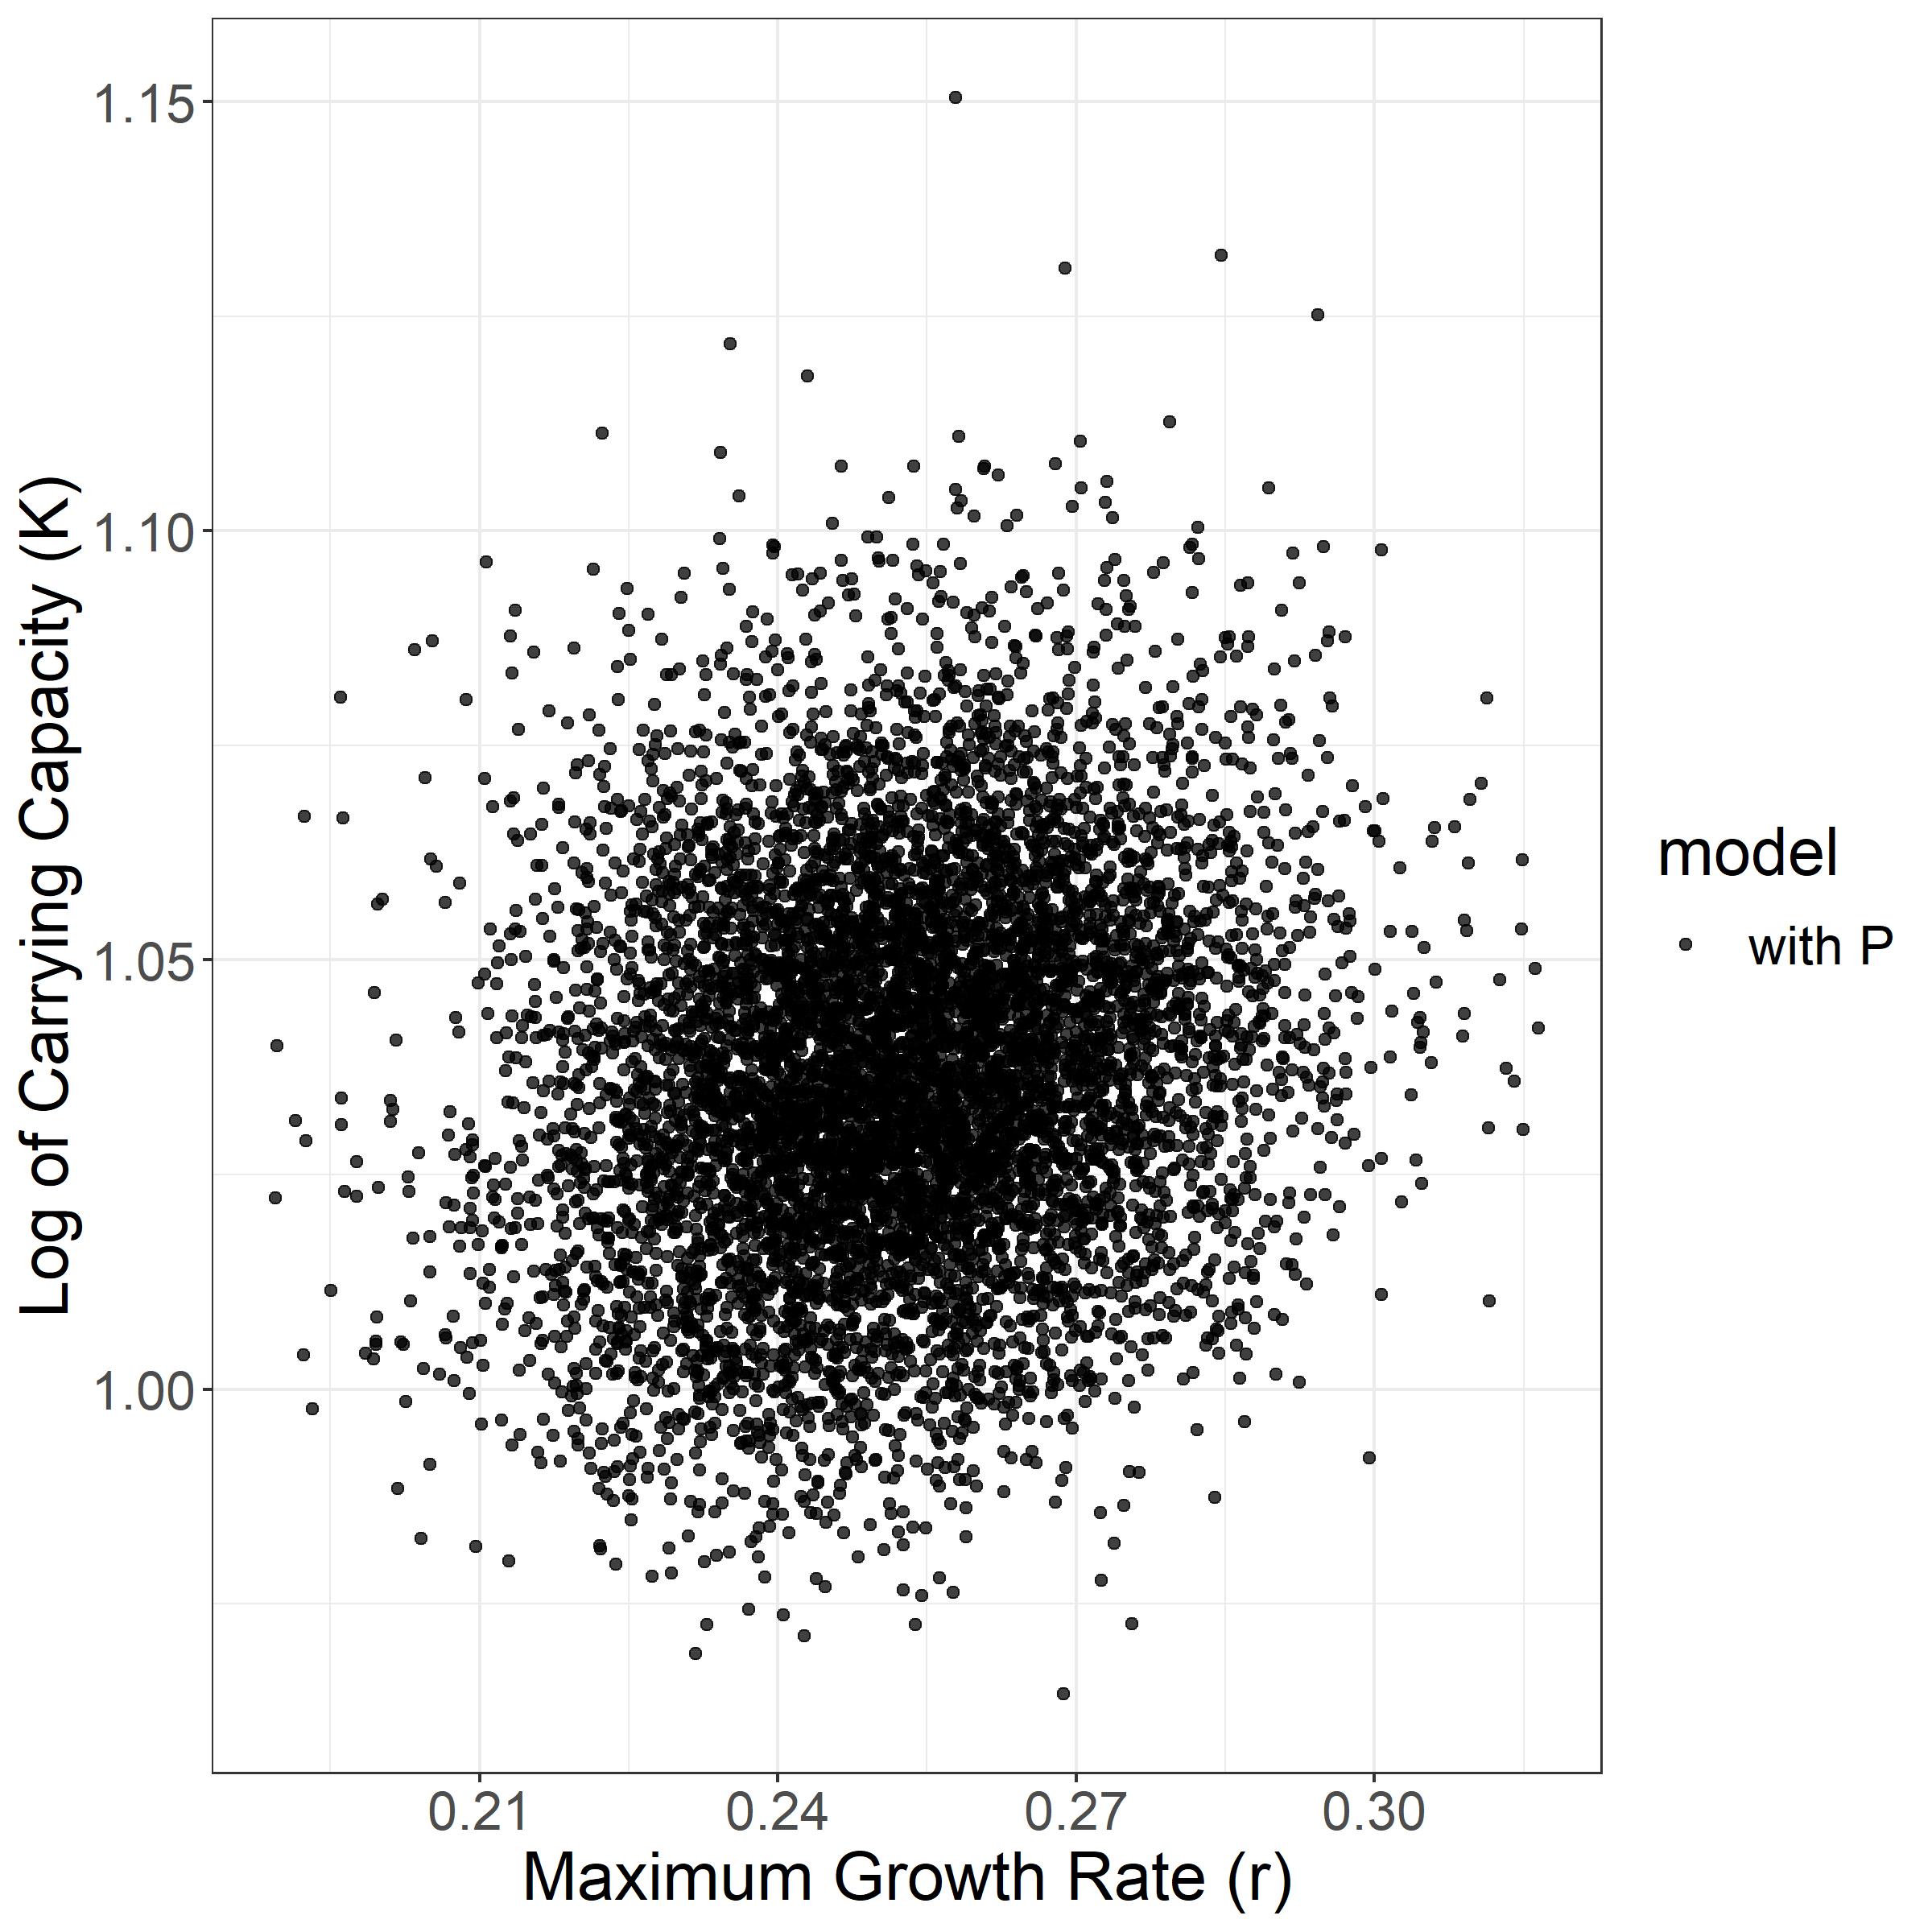 1.15
1.10
1.05
1.00
Log of Carrying Capacity (K)
0.21
0.24
0.27
0.30
Maximum Growth Rate (r)
model
with P